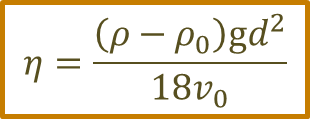 η = (ρ − ρ₀)gd² / 18v₀